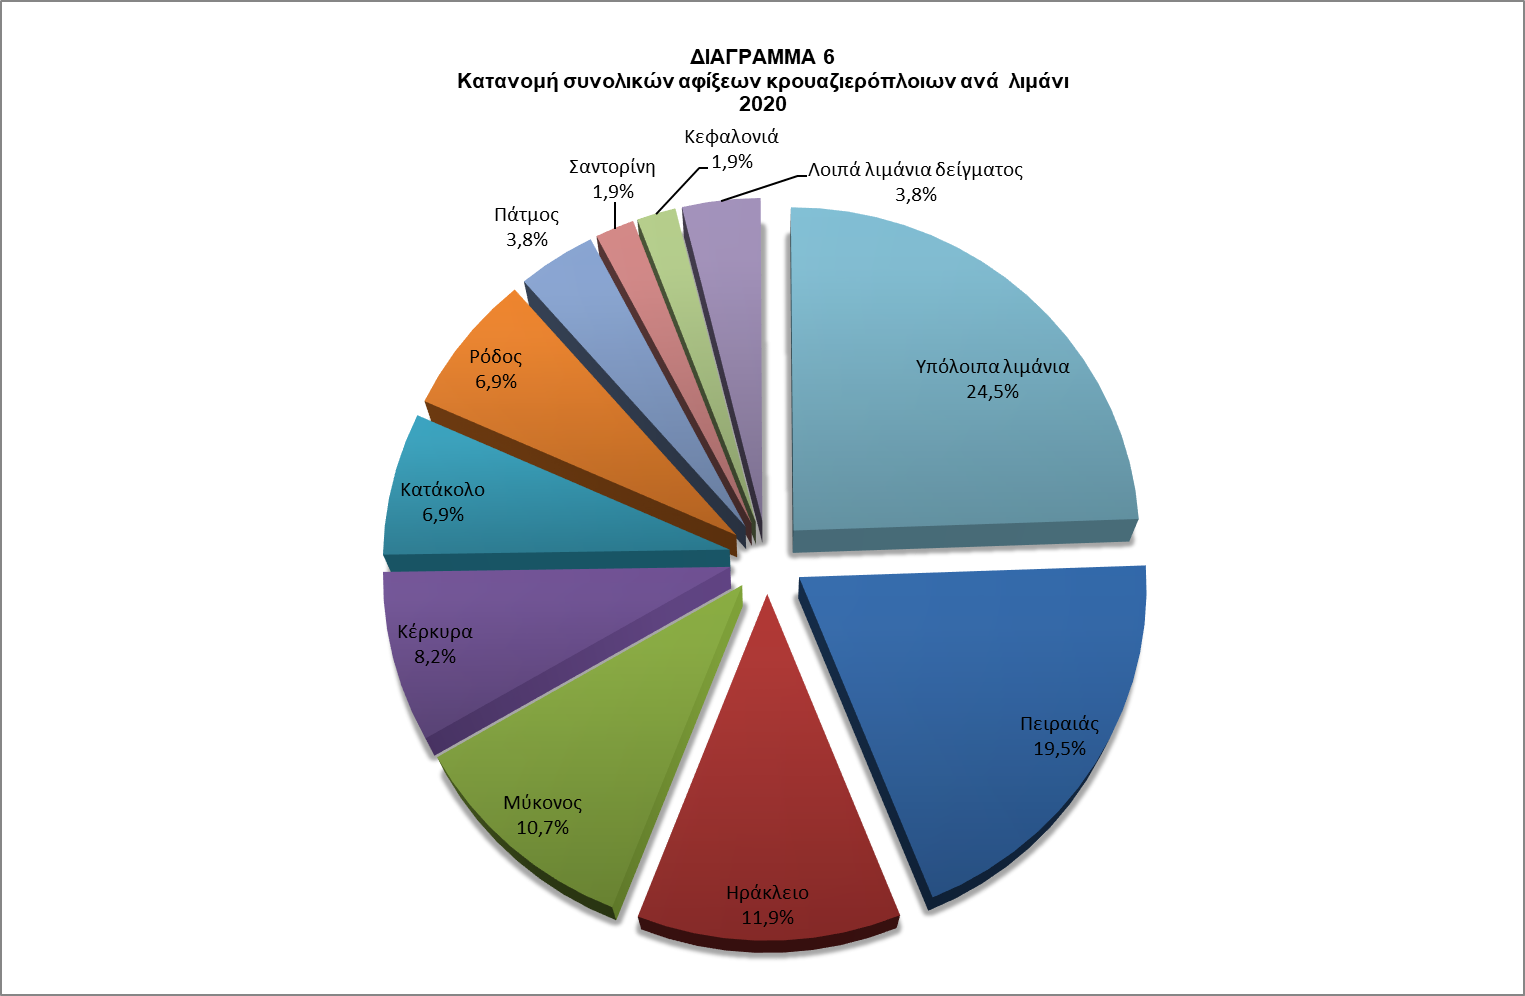 ΔΙΑΓΡΑΜΜΑ 6
Κατανομή συνολικών αφίξεων κρουαζιερόπλοιων ανά λιμάνι
2020
Κεφαλονιά
1,9%
Σαντορίνη
1,9%
Λοιπά λιμάνια δείγματος
3,8%
Πάτμος
3,8%
Ρόδος
6,9%
Υπόλοιπα λιμάνια
24,5%
Κατάκολο
6,9%
Κέρκυρα
8,2%
Πειραιάς
19,5%
Μύκονος
10,7%
Ηράκλειο
11,9%